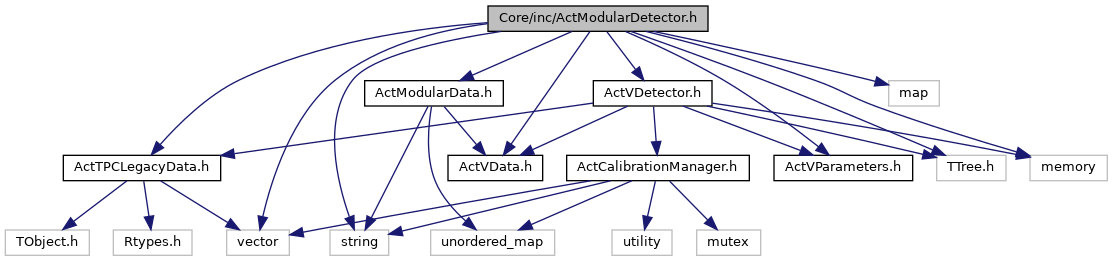 Core/inc/ActModularDetector.h
ActModularData.h
ActVDetector.h
map
ActTPCLegacyData.h
ActVData.h
ActCalibrationManager.h
ActVParameters.h
TTree.h
memory
TObject.h
Rtypes.h
vector
string
unordered_map
utility
mutex